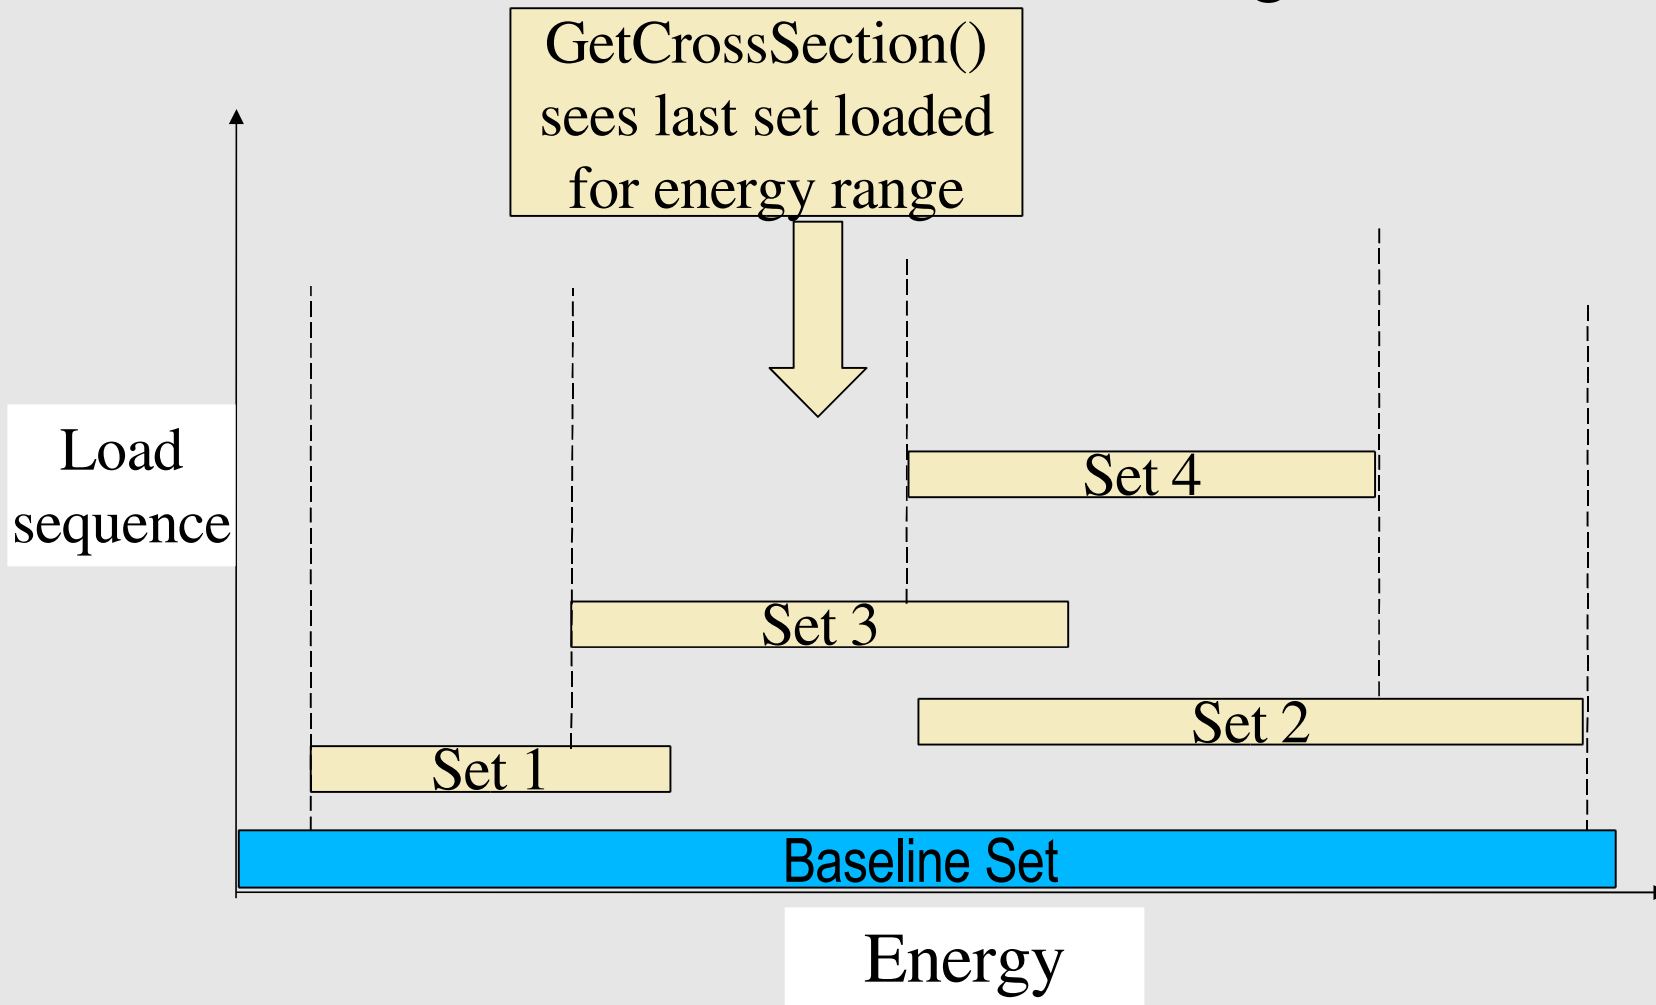 GetCrossSection()
sees last set loaded
for energy range
Load
sequence
Set 4
Set 3
Set 2
Set 1
Baseline Set
Energy